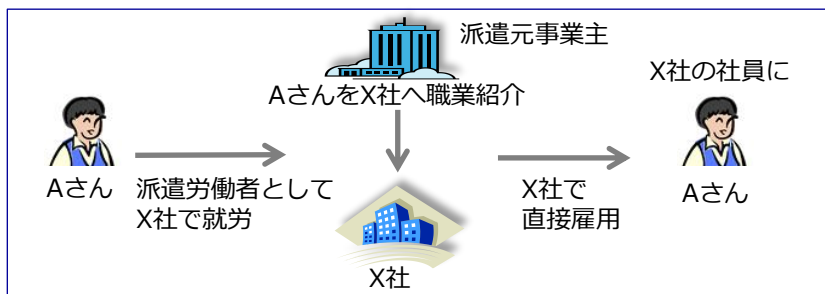 派遣元事業主
AさんをX社へ職業紹介
X社の社員に
Aさん
派遣労働者として
X社で就労
X社
X社で
直接雇用
Aさん